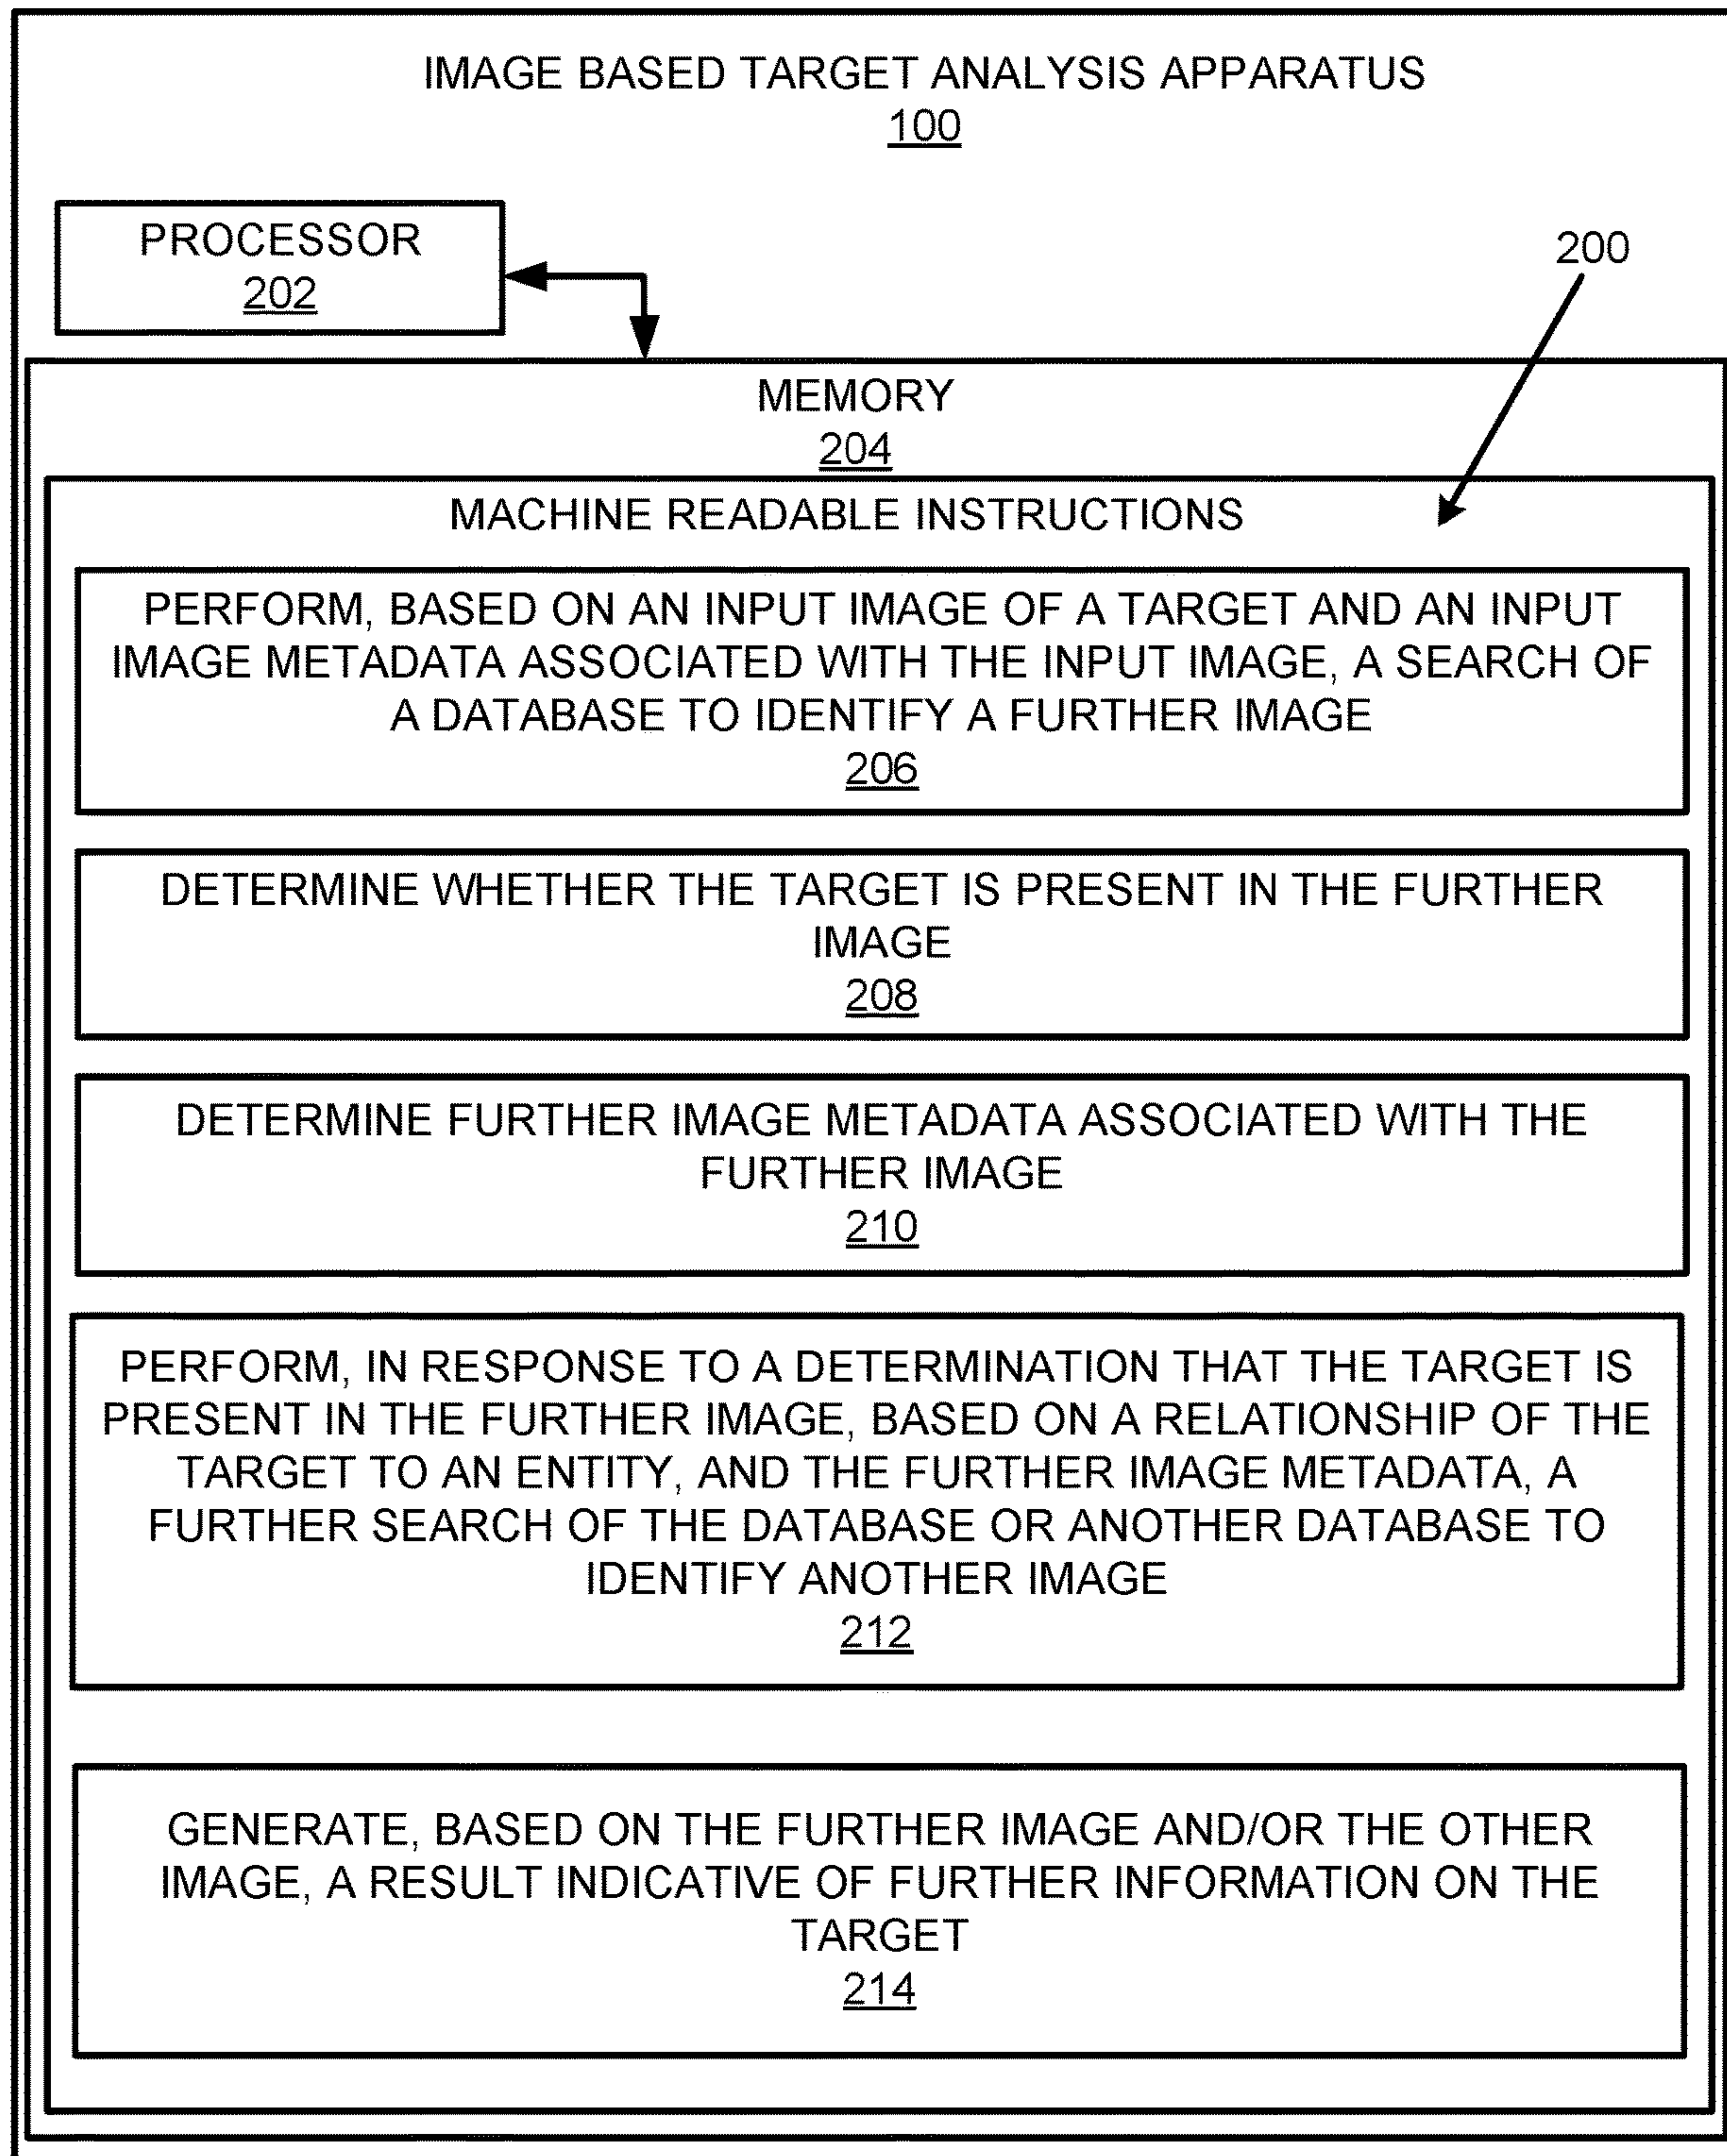 IMAGE BASED TARGET ANALYSIS APPARATUS
100
PROCESSOR
202
200
MEMORY
204
MACHINE READABLE INSTRUCTIONS
PERFORM, BASED ON AN INPUT IMAGE OF A TARGET AND AN INPUT
IMAGE METADATA ASSOCIATED WITH THE INPUT IMAGE, A SEARCH OF
A DATABASE TO IDENTIFY A FURTHER IMAGE
206
DETERMINE WHETHER THE TARGET IS PRESENT IN THE FURTHER
IMAGE
208
DETERMINE FURTHER IMAGE METADATA ASSOCIATED WITH THE
FURTHER IMAGE
210
PERFORM, IN RESPONSE TO A DETERMINATION THAT THE TARGET IS
PRESENT IN THE FURTHER IMAGE, BASED ON A RELATIONSHIP OF THE
TARGET TO AN ENTITY, AND THE FURTHER IMAGE METADATA, A
FURTHER SEARCH OF THE DATABASE OR ANOTHER DATABASE TO
IDENTIFY ANOTHER IMAGE
212
GENERATE, BASED ON THE FURTHER IMAGE AND/OR THE OTHER
IMAGE, A RESULT INDICATIVE OF FURTHER INFORMATION ON THE
TARGET
214